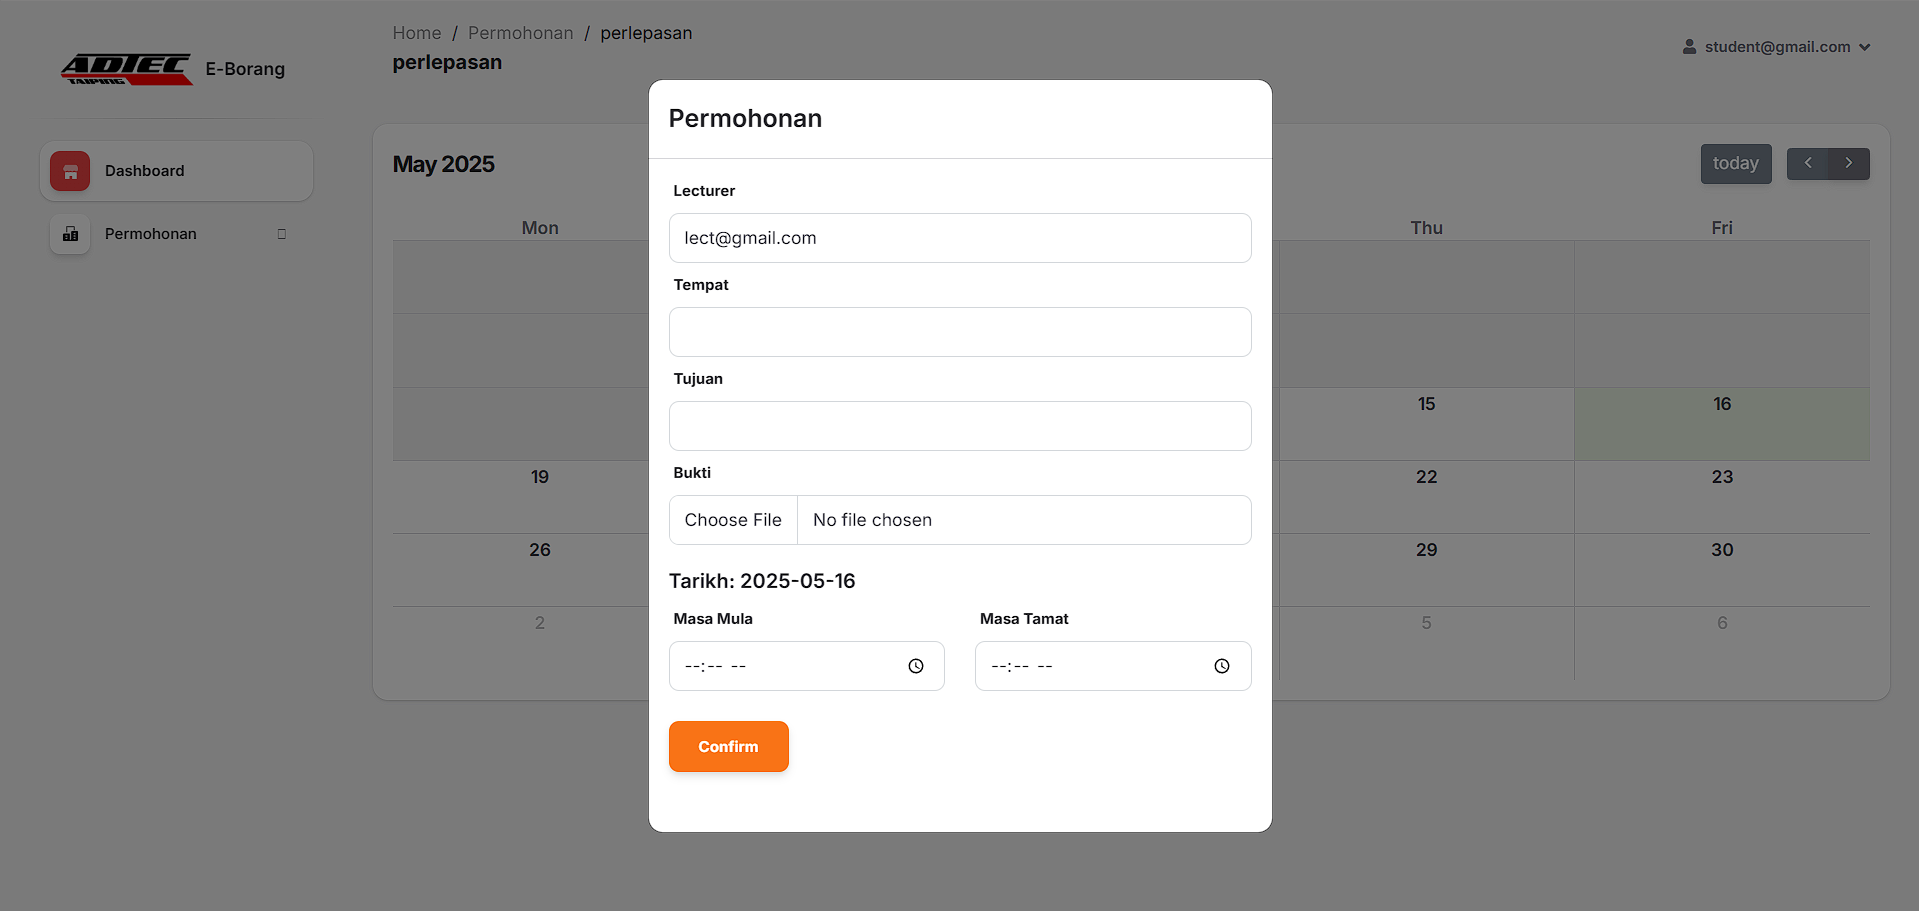 ADTEC
TAIPING
E-Borang
Dashboard
Permohonan
Home / Permohonan / perlepasan
perlepasan
student@gmail.com
May 2025
today
Mon
Thu
Fri
15
16
19
22
23
26
29
30
2
5
6
Permohonan
Lecturer
lect@gmail.com
Tempat
Tujuan
Bukti
Choose File
No file chosen
Tarikh: 2025-05-16
Masa Mula
Masa Tamat
--:-- --
--:-- --
Confirm